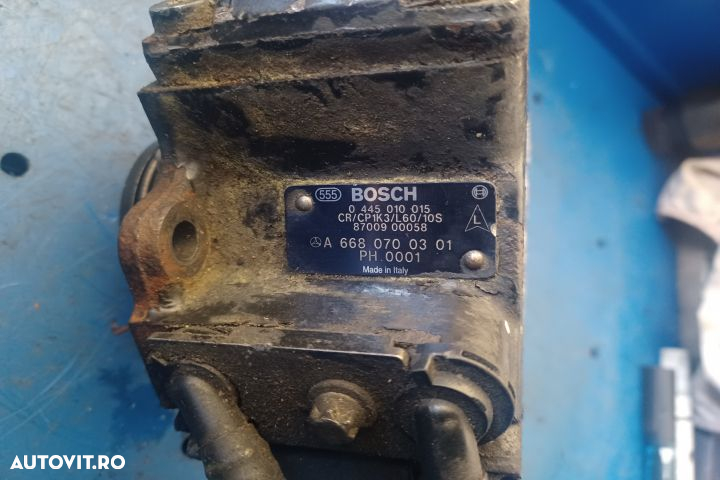 555 BOSCH
0 445 010 015
CR/CP1K3/L60/10S
87009 00058
A 668 070 03 01
PH.0001
Made in Italy
AUTOVIT.RO